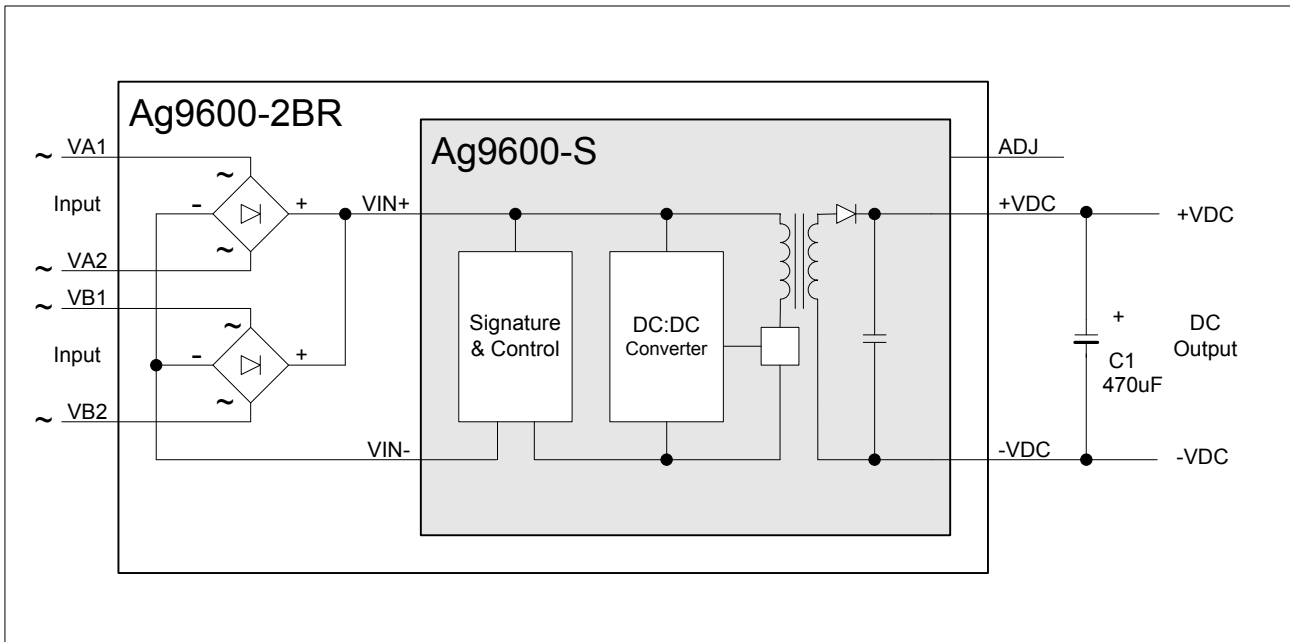 Ag9600-2BR
Ag9600-S
~ VA1
~
Input
- +
VIN+
~
~ VA2
~ VB1
~
Input
- +
~
~ VB2
VIN-
Signature
& Control
DC:DC
Converter
ADJ
+VDC
+VDC
+
C1
470uF
DC
Output
-VDC
-VDC